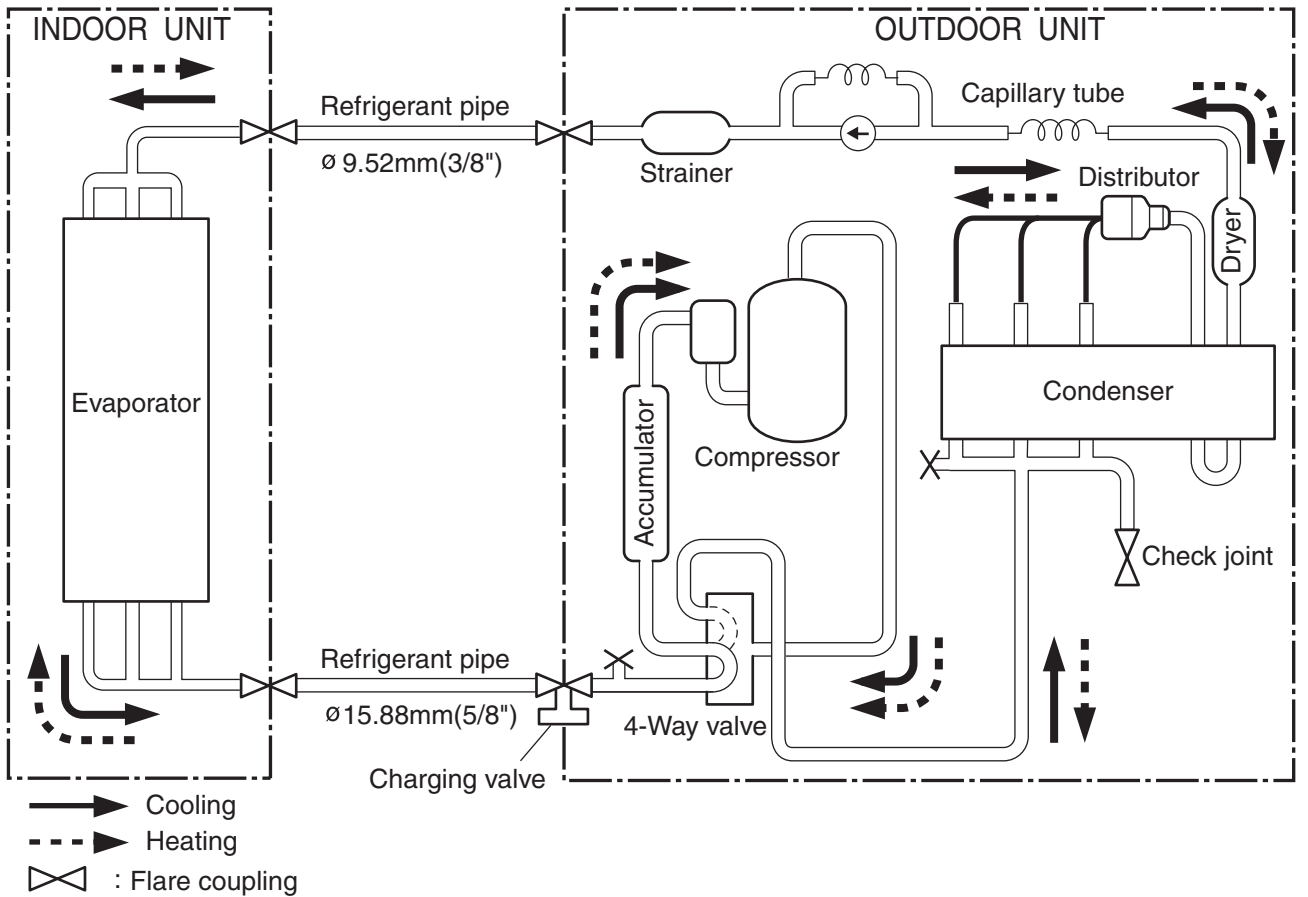 INDOOR UNIT
OUTDOOR UNIT
Refrigerant pipe
ø 9.52mm(3/8")
Strainer
Capillary tube
Distributor
Dryer
Evaporator
Accumulator
Compressor
Condenser
Check joint
Refrigerant pipe
ø 15.88mm(5/8")
4-Way valve
Charging valve
Cooling
Heating
: Flare coupling